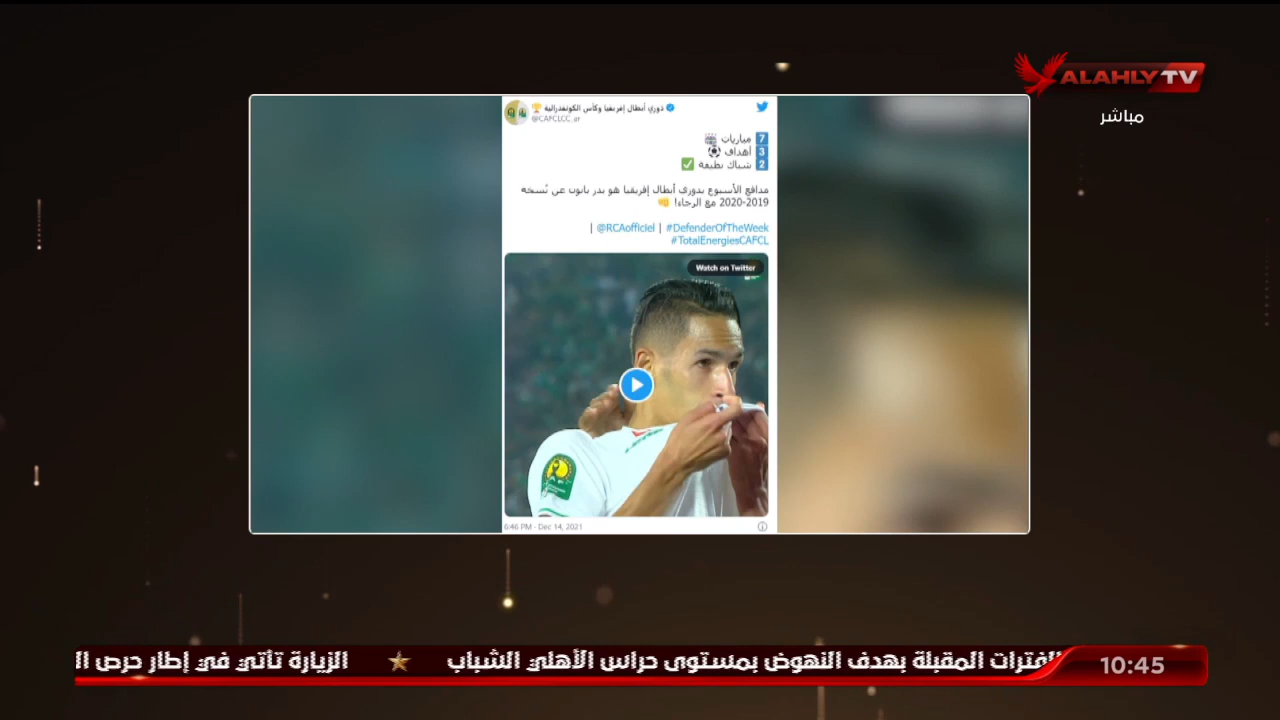 ALAHLY TV
مباشر
دوري أبطال إفريقيا وكأس الكونفدرالية
@CAFCLCC_ar
7 مباريات
3 أهداف
2 شباك نظيفة
مدافع الأسبوع بدوري أبطال إفريقيا هو بدر بانون عن نُسخة
2019-2020 مع الرجاء!
| @RCAofficiel | #DefenderOfTheWeek
#TotalEnergiesCAFCL
Watch on Twitter
6:46 PM - Dec 14, 2021
الفترات المقبلة بهدف النهوض بمستوى حراس الأهلي الشباب ★ الزيارة تأتي في إطار حرص ال
10:45